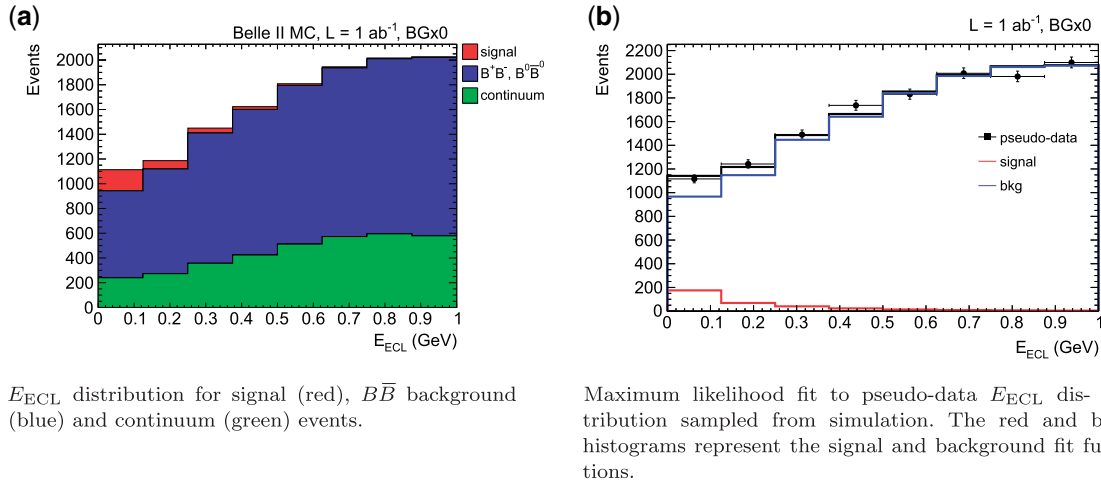 (a)
Belle II MC, L = 1 ab⁻¹, BGx0
Events
2000
1800
1600
1400
1200
1000
800
600
400
200
0
0 0.1 0.2 0.3 0.4 0.5 0.6 0.7 0.8 0.9 1
E_ECL (GeV)
signal
B⁺B⁻, B⁰B̅⁰
continuum
E_ECL distribution for signal (red), BB̅ background
(blue) and continuum (green) events.
(b)
L = 1 ab⁻¹, BGx0
Events
2200
2000
1800
1600
1400
1200
1000
800
600
400
200
0
0 0.1 0.2 0.3 0.4 0.5 0.6 0.7 0.8 0.9 1
E_ECL (GeV)
pseudo-data
signal
bkg
Maximum likelihood fit to pseudo-data E_ECL dis-
tribution sampled from simulation. The red and b
histograms represent the signal and background fit fu
tions.